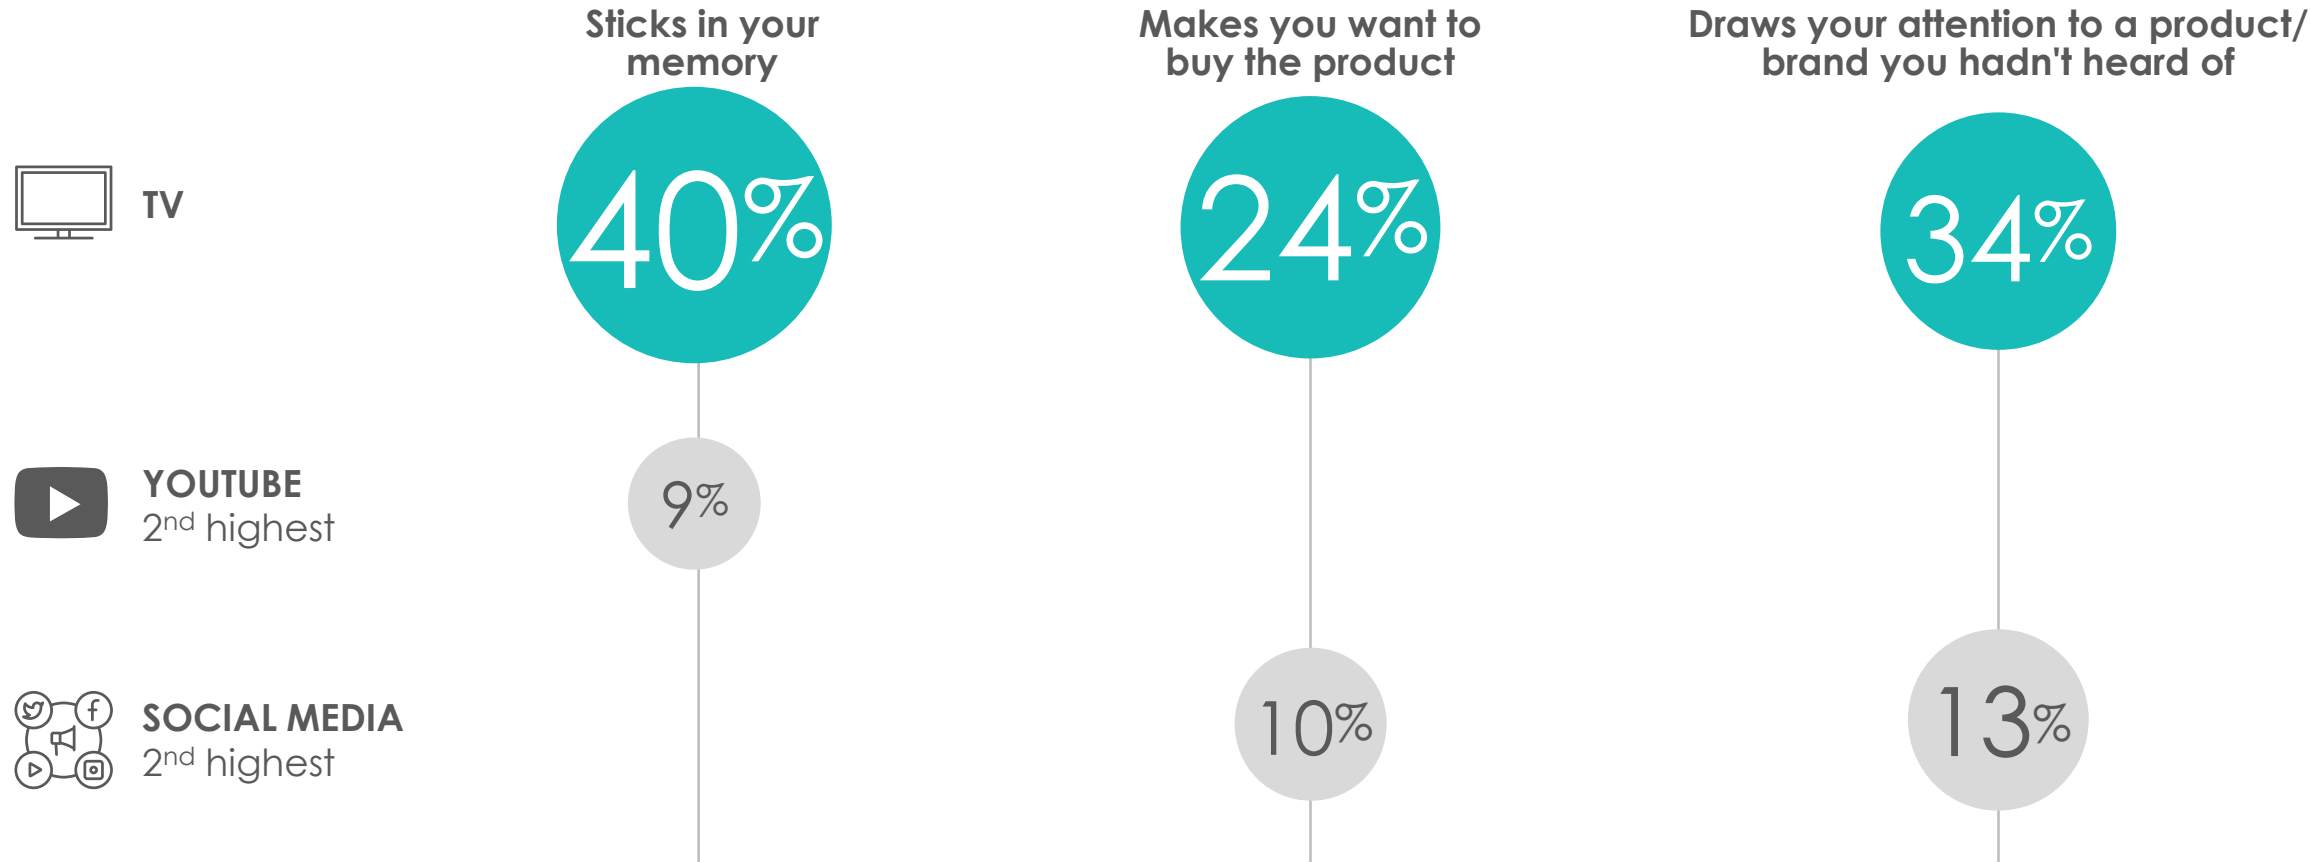 Sticks in your
memory
Makes you want to
buy the product
Draws your attention to a product/
brand you hadn't heard of
TV
40%
24%
34%
YOUTUBE
2nd highest
9%
SOCIAL MEDIA
2nd highest
10%
13%